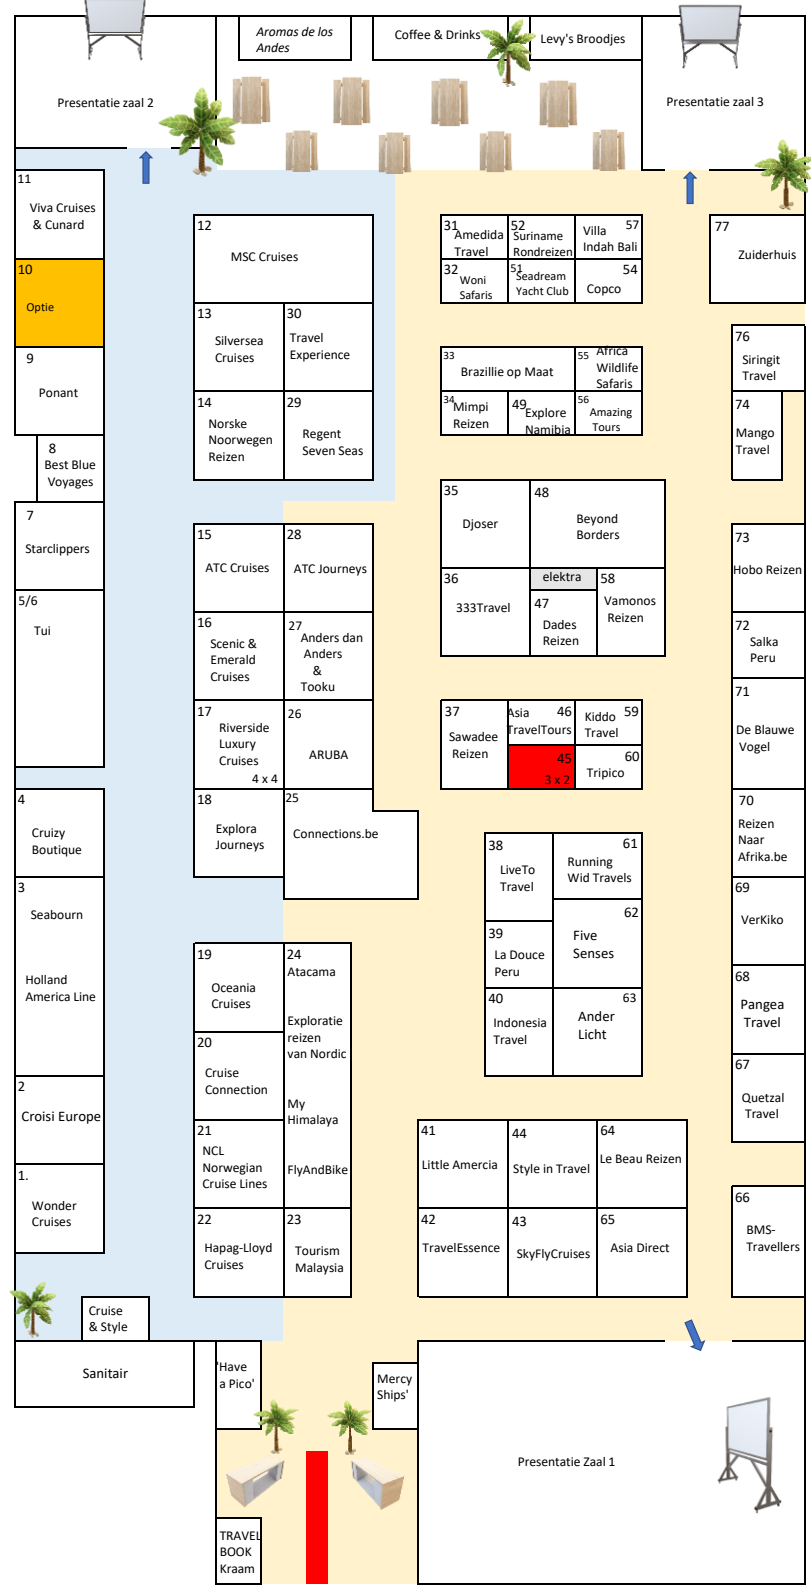 Aromas de los
Andes
Coffee & Drinks
Levy's Broodjes
Presentatie zaal 2
Presentatie zaal 3
11
Viva Cruises
& Cunard
10
Optie
9
Ponant
8
Best Blue
Voyages
7
Starclippers
5/6
Tui
4
Cruizy
Boutique
3
Seabourn
Holland
America Line
2
Croisi Europe
1.
Wonder
Cruises
Cruise
& Style
Sanitair
12
MSC Cruises
13
Silversea
Cruises
30
Travel
Experience
14
Norske
Noorwegen
Reizen
29
Regent
Seven Seas
15
ATC Cruises
28
ATC Journeys
16
Scenic &
Emerald
Cruises
27
Anders dan
Anders
&
Tooku
17
Riverside
Luxury
Cruises
4 x 4
26
ARUBA
18
Explora
Journeys
25
Connections.be
19
Oceania
Cruises
24
Atacama
Exploratie
reizen
van Nordic
My
Himalaya
FlyAndBike
20
Cruise
Connection
21
NCL
Norwegian
Cruise Lines
22
Hapag-Lloyd
Cruises
23
Tourism
Malaysia
31
Amedida
Travel
52
Suriname
Rondreizen
57
Villa
Indah Bali
32
Woni
Safaris
51
Seadream
Yacht Club
54
Copco
33
Brazillie op Maat
55
Africa
Wildlife
Safaris
34
Mimpi
Reizen
49
Explore
Namibia
56
Amazing
Tours
35
Djoser
48
Beyond
Borders
36
333Travel
elektra
47
Dades
Reizen
58
Vamonos
Reizen
37
Sawadee
Reizen
Asia 46
TravelTours
Kiddo 59
Travel
45
3 x 2
60
Tripico
38
LiveTo
Travel
61
Running
Wid Travels
39
La Douce
Peru
62
Five
Senses
40
Indonesia
Travel
63
Ander
Licht
41
Little Amercia
44
Style in Travel
64
Le Beau Reizen
42
TravelEssence
43
SkyFlyCruises
65
Asia Direct
77
Zuiderhuis
76
Siringit
Travel
74
Mango
Travel
73
Hobo Reizen
72
Salka
Peru
71
De Blauwe
Vogel
70
Reizen
Naar
Afrika.be
69
VerKiko
68
Pangea
Travel
67
Quetzal
Travel
66
BMS-
Travellers
'Have
a Pico'
Mercy
Ships'
Presentatie Zaal 1
TRAVEL
BOOK
Kraam